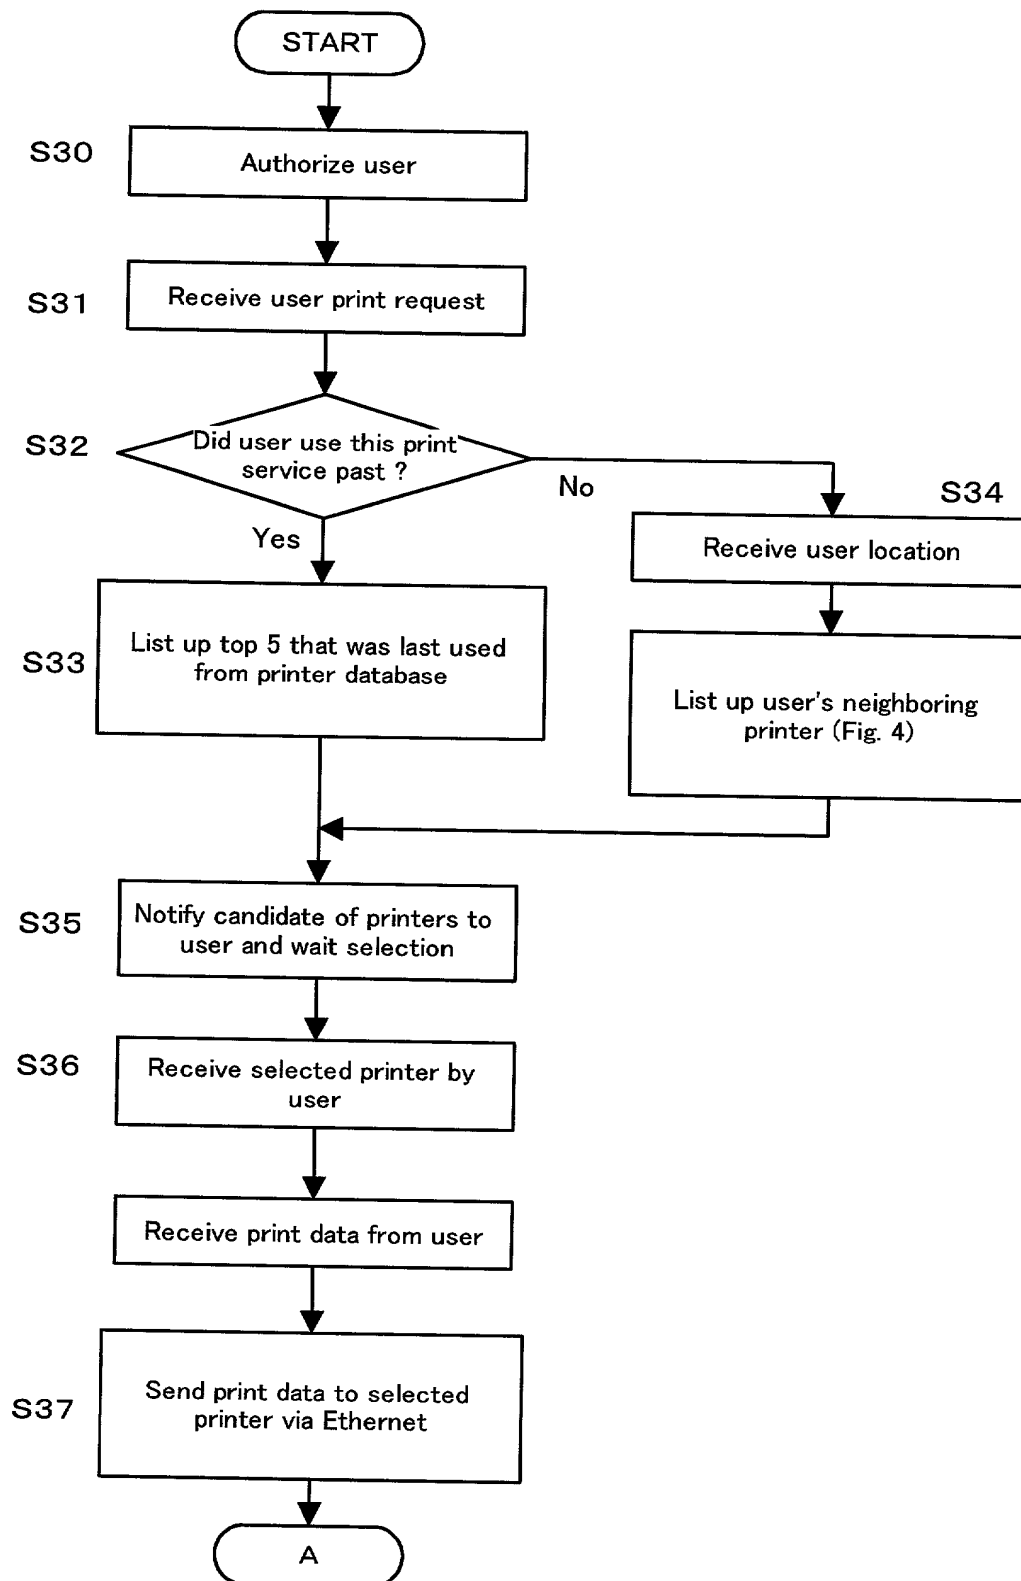 START
S30
Authorize user
S31
Receive user print request
S32
Did user use this print
service past ?
No
Yes
S34
Receive user location
S33
List up top 5 that was last used
from printer database
List up user's neighboring
printer (Fig. 4)
S35
Notify candidate of printers to
user and wait selection
S36
Receive selected printer by
user
Receive print data from user
S37
Send print data to selected
printer via Ethernet
A